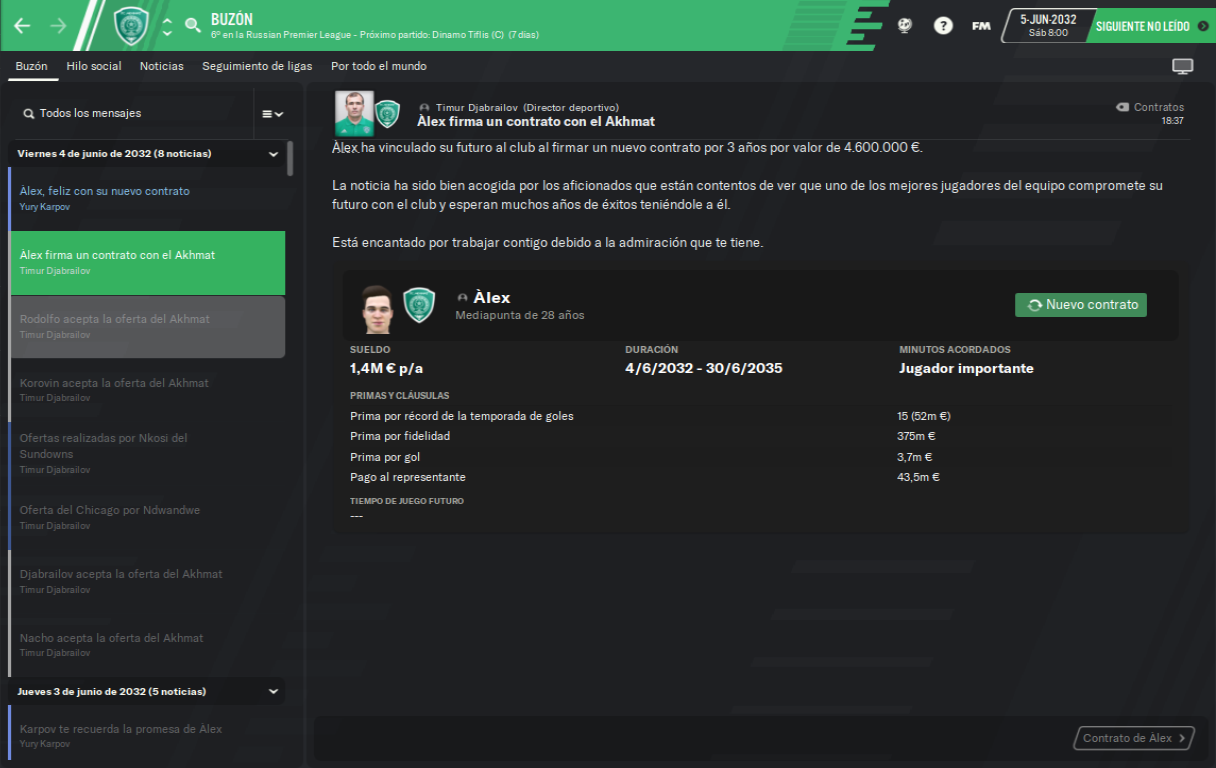 BUZÓN
6º en la Russian Premier League - Próximo partido: Dinamo Tiflis (C) (7 días)
?
FM
5-JUN-2032
Sáb 8:00
SIGUIENTE NO LEÍDO
Buzón
Hilo social
Noticias
Seguimiento de ligas
Por todo el mundo
Todos los mensajes
Viernes 4 de junio de 2032 (8 noticias)
Àlex, feliz con su nuevo contrato
Yury Karpov
Àlex firma un contrato con el Akhmat
Timur Djabrailov
Rodolfo acepta la oferta del Akhmat
Timur Djabrailov
Korovin acepta la oferta del Akhmat
Timur Djabrailov
Ofertas realizadas por Nkosi del
Sundowns
Timur Djabrailov
Oferta del Chicago por Ndwandwe
Timur Djabrailov
Djabrailov acepta la oferta del Akhmat
Timur Djabrailov
Nacho acepta la oferta del Akhmat
Timur Djabrailov
Jueves 3 de junio de 2032 (5 noticias)
Karpov te recuerda la promesa de Àlex
Yury Karpov
Timur Djabrailov (Director deportivo)
Àlex firma un contrato con el Akhmat
Contratos
18:37
Àlex ha vinculado su futuro al club al firmar un nuevo contrato por 3 años por valor de 4.600.000 €.
La noticia ha sido bien acogida por los aficionados que están contentos de ver que uno de los mejores jugadores del equipo compromete su
futuro con el club y esperan muchos años de éxitos teniéndole a él.
Está encantado por trabajar contigo debido a la admiración que te tiene.
Àlex
Mediapunta de 28 años
Nuevo contrato
SUELDO
DURACIÓN
MINUTOS ACORDADOS
1,4M € p/a
4/6/2032 - 30/6/2035
Jugador importante
PRIMAS Y CLÁUSULAS
Prima por récord de la temporada de goles
15 (52m €)
Prima por fidelidad
375m €
Prima por gol
3,7m €
Pago al representante
43,5m €
TIEMPO DE JUEGO FUTURO
---
Contrato de Àlex